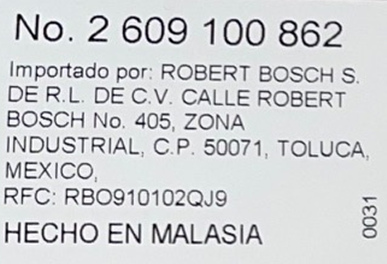 No. 2 609 100 862
Importado por: ROBERT BOSCH S.
DE R.L. DE C.V. CALLE ROBERT
BOSCH No. 405, ZONA
INDUSTRIAL, C.P. 50071, TOLUCA,
MEXICO,
RFC: RBO910102QJ9
HECHO EN MALASIA
0031